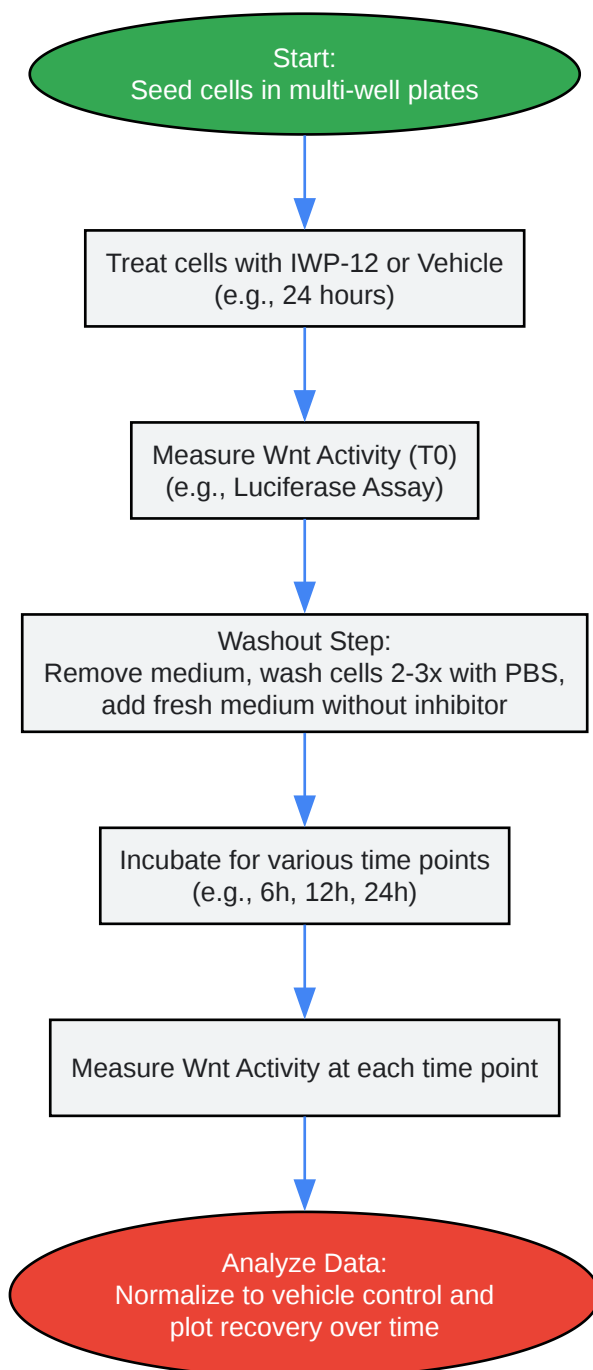 Start:
Seed cells in multi-well plates
Treat cells with IWP-12 or Vehicle
(e.g., 24 hours)
Measure Wnt Activity (T0)
(e.g., Luciferase Assay)
Washout Step:
Remove medium, wash cells 2-3x with PBS,
add fresh medium without inhibitor
Incubate for various time points
(e.g., 6h, 12h, 24h)
Measure Wnt Activity at each time point
Analyze Data:
Normalize to vehicle control and
plot recovery over time